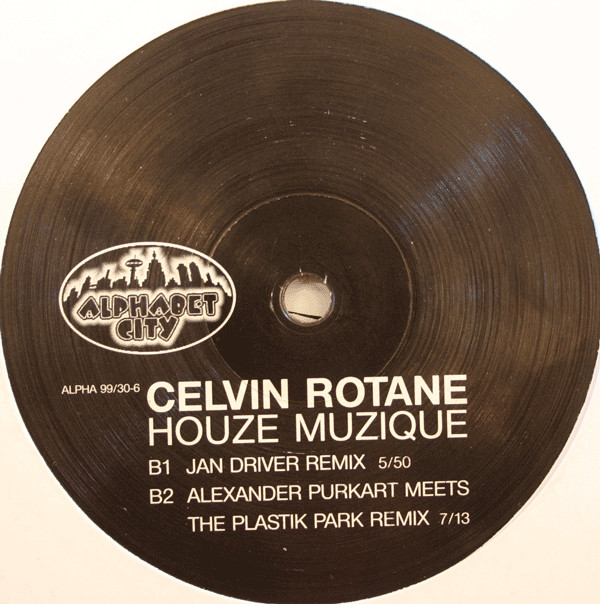 ALPHABET
CITY
ALPHA 99/30-6
CELVIN ROTANE
HOUZE MUZIQUE
B1 JAN DRIVER REMIX 5/50
B2 ALEXANDER PURKART MEETS
THE PLASTIK PARK REMIX 7/13